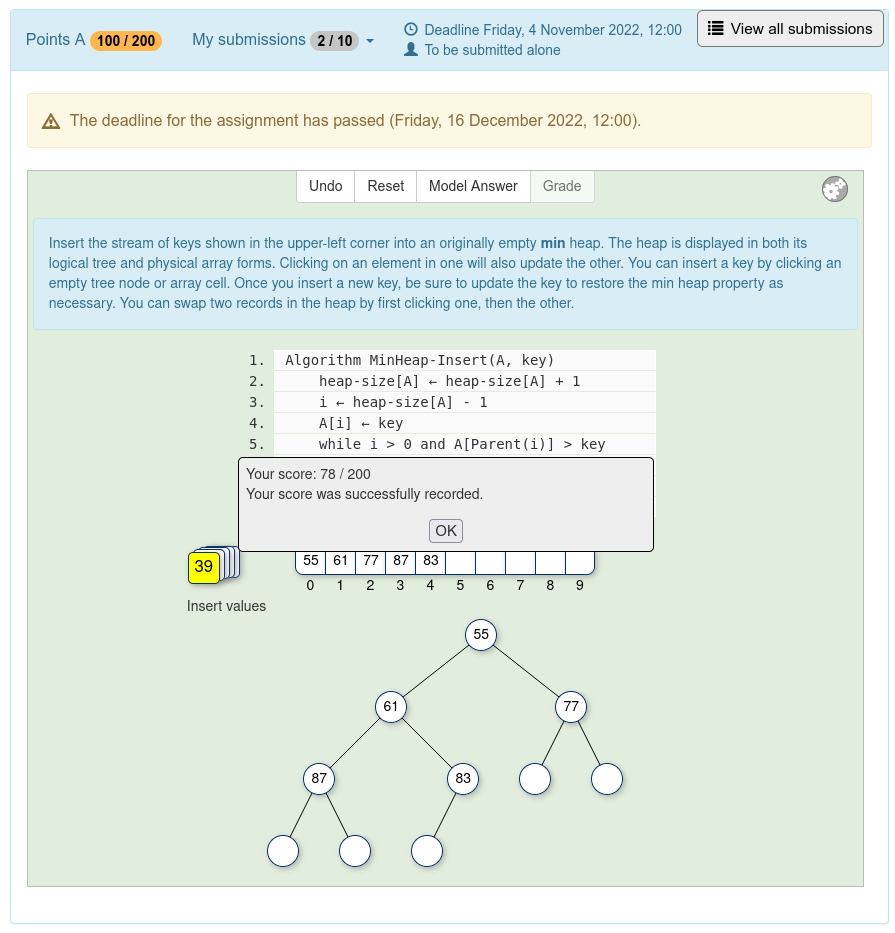 Points A 100 / 200
My submissions 2 / 10
Deadline Friday, 4 November 2022, 12:00
To be submitted alone
View all submissions
The deadline for the assignment has passed (Friday, 16 December 2022, 12:00).
Undo
Reset
Model Answer
Grade
Insert the stream of keys shown in the upper-left corner into an originally empty min heap. The heap is displayed in both its
logical tree and physical array forms. Clicking on an element in one will also update the other. You can insert a key by clicking an
empty tree node or array cell. Once you insert a new key, be sure to update the key to restore the min heap property as
necessary. You can swap two records in the heap by first clicking one, then the other.
1. Algorithm MinHeap-Insert(A, key)
2. heap-size[A] ← heap-size[A] + 1
3. i ← heap-size[A] - 1
4. A[i] ← key
5. while i > 0 and A[Parent(i)] > key
Your score: 78 / 200
Your score was successfully recorded.
OK
39
55 61 77 87 83
0 1 2 3 4 5 6 7 8 9
Insert values
55
61 77
87 83